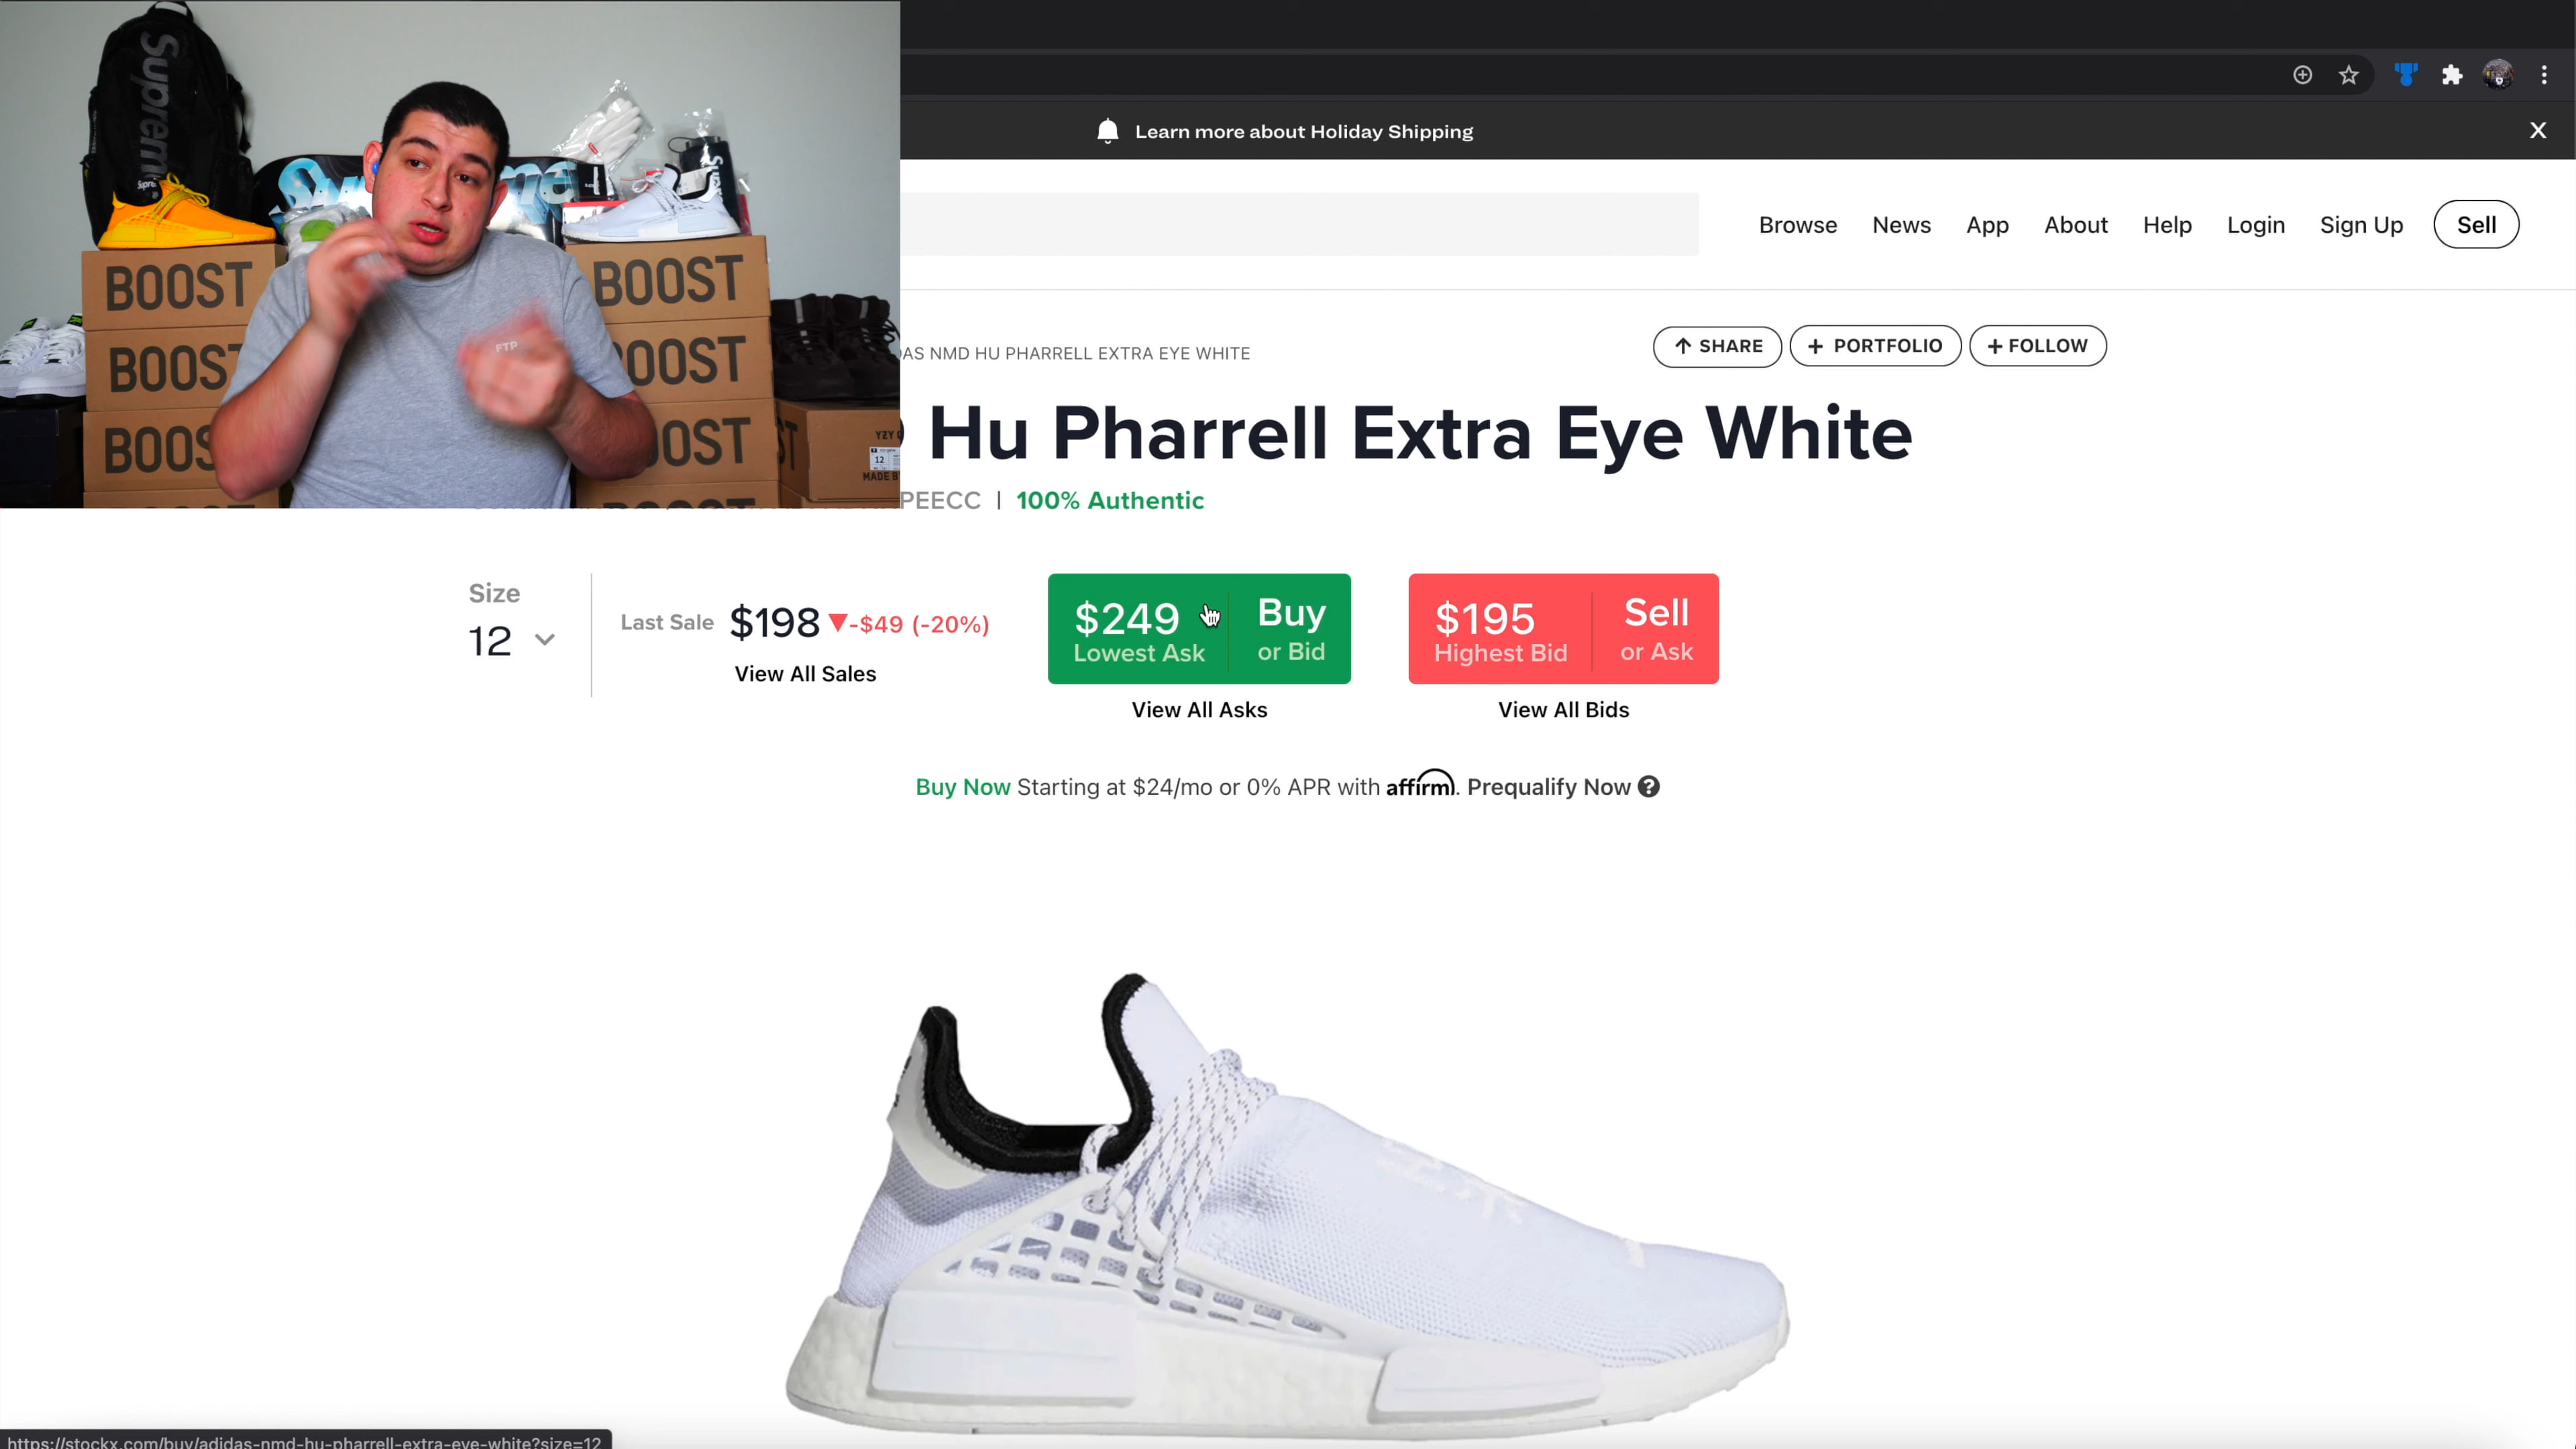 Supreme
Supre
BOOST
BOOST
BOOST
BOOST
FTP
12
MADE B
Learn more about Holiday Shipping
X
Browse News App About Help Login Sign Up Sell
AS NMD HU PHARRELL EXTRA EYE WHITE
SHARE + PORTFOLIO + FOLLOW
Hu Pharrell Extra Eye White
PEECC | 100% Authentic
Size
12
Last Sale $198 ▼-$49 (-20%)
View All Sales
$249 Buy
Lowest Ask or Bid
View All Asks
$195 Sell
Highest Bid or Ask
View All Bids
Buy Now Starting at $24/mo or 0% APR with affirm. Prequalify Now ?
https://stockx.com/buy/adidas-nmd-hu-pharrell-extra-eye-white?size=12